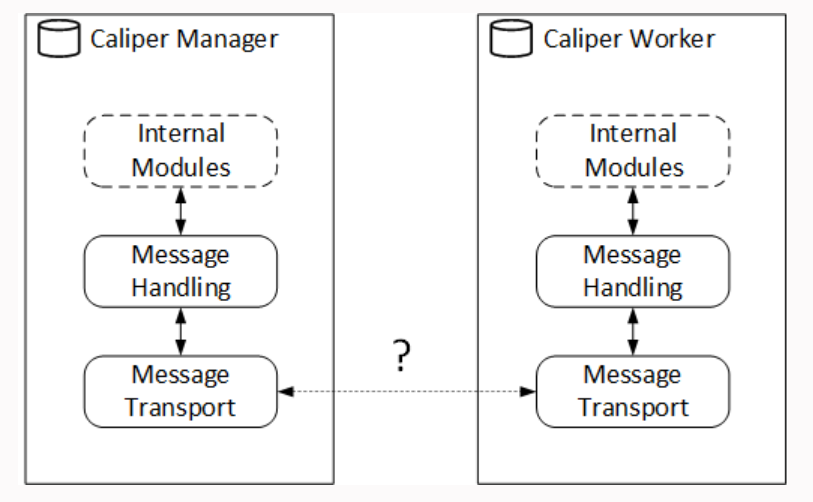 Caliper Manager
Internal
Modules
Message
Handling
Message
Transport
?
Caliper Worker
Internal
Modules
Message
Handling
Message
Transport